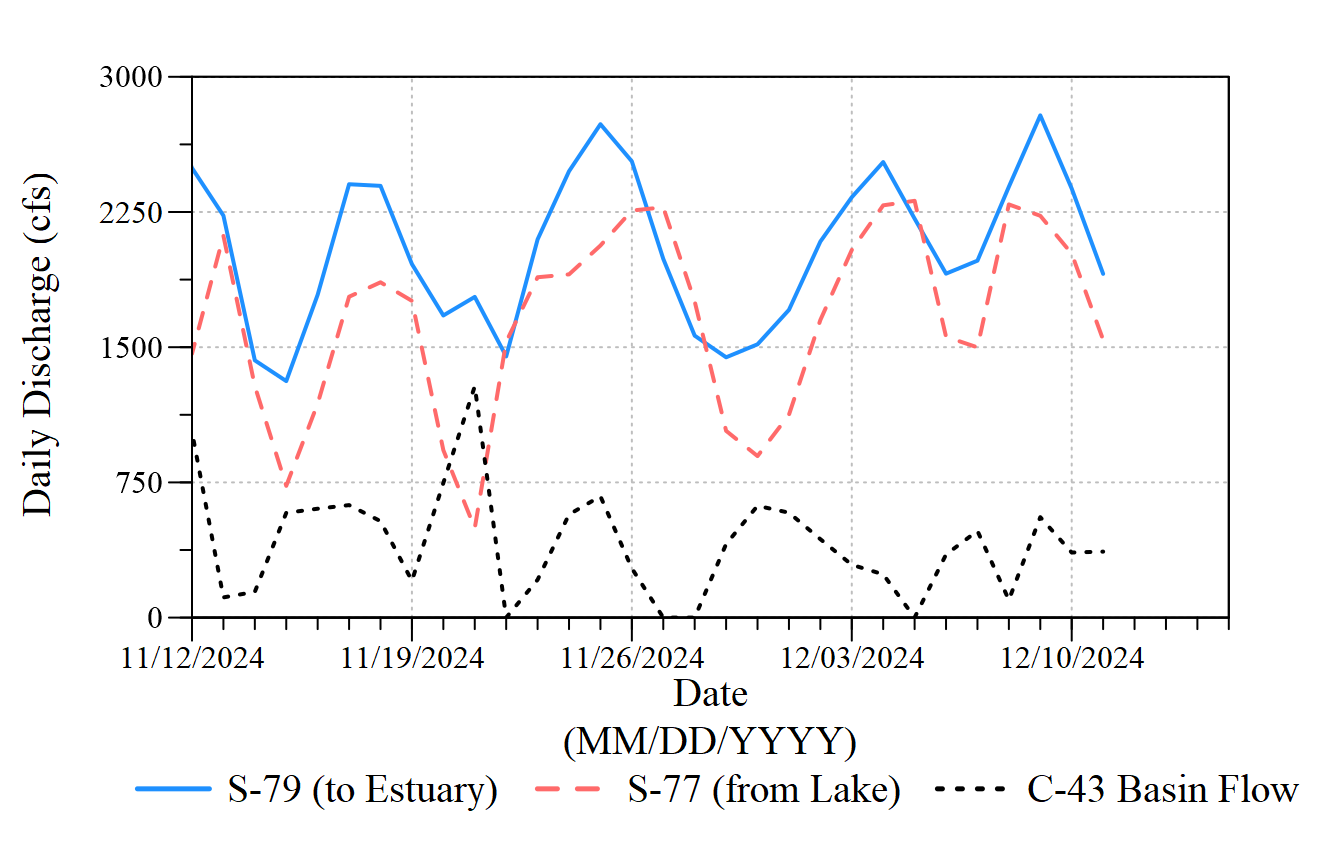 3000
2250
1500
750
0
Daily Discharge (cfs)
11/12/2024 11/19/2024 11/26/2024 12/03/2024 12/10/2024
Date
(MM/DD/YYYY)
S-79 (to Estuary) S-77 (from Lake) C-43 Basin Flow